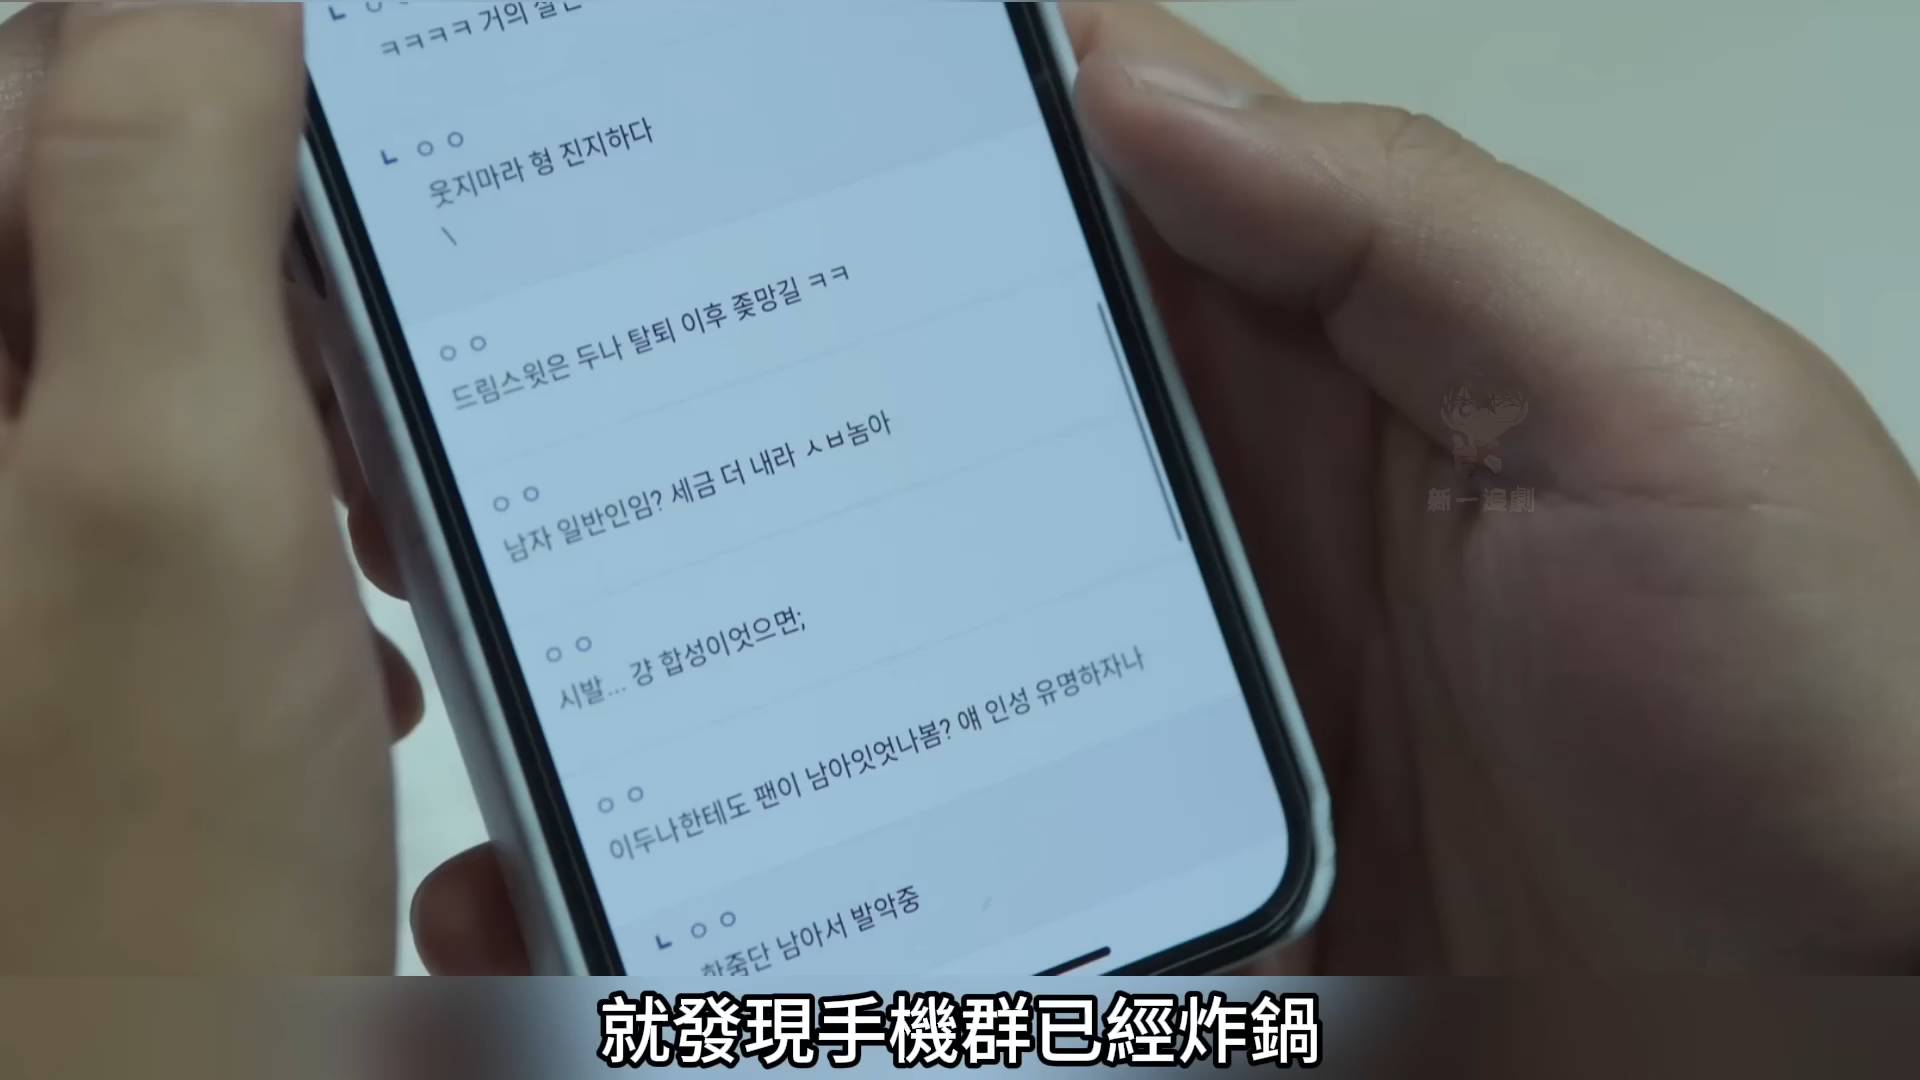 ㅋㅋㅋㅋ 거의
ㄴ ㅇㅇ
웃지마라 형 진지하다
\
ㅇㅇ
드림스윗은 두나 탈퇴 이후 좆망길 ㅋㅋ
ㅇㅇ
남자 일반인임? 세금 더 내라 ㅅㅂ놈아
ㅇㅇ
시발... 걍 합성이엇으면;
ㅇㅇ
이두나한테도 팬이 남아잇엇나봄? 얘 인성 유명하자나
ㄴ ㅇㅇ
한줌단 남아서 발악중
新一追劇
就發現手機群已經炸鍋